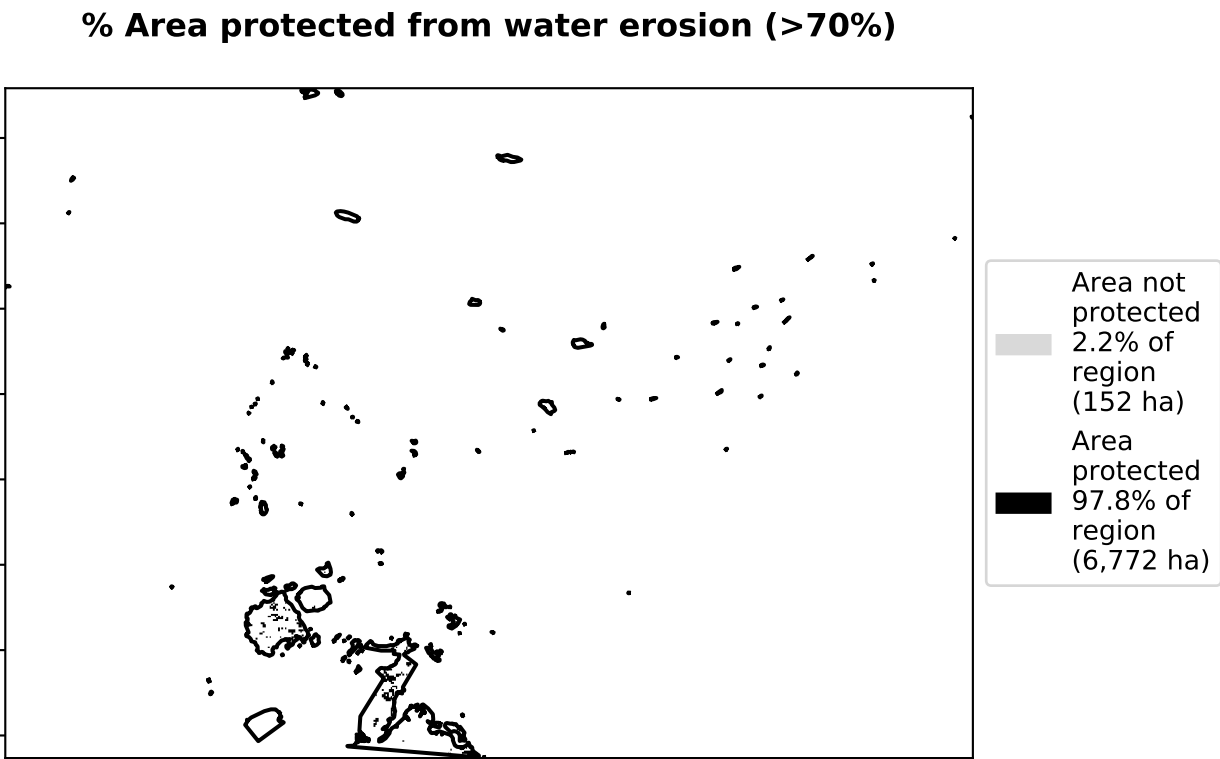 % Area protected from water erosion (>70%)
Area not
protected
2.2% of
region
(152 ha)
Area
protected
97.8% of
region
(6,772 ha)